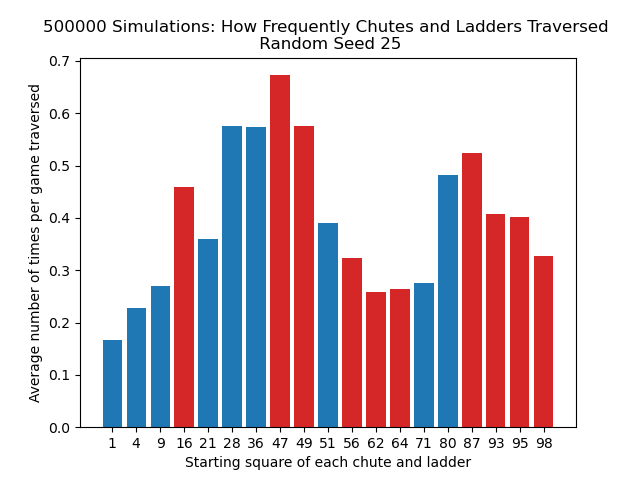 500000 Simulations: How Frequently Chutes and Ladders Traversed
Random Seed 25
Average number of times per game traversed
0.7
0.6
0.5
0.4
0.3
0.2
0.1
0.0
1 4 9 16 21 28 36 47 49 51 56 62 64 71 80 87 93 95 98
Starting square of each chute and ladder